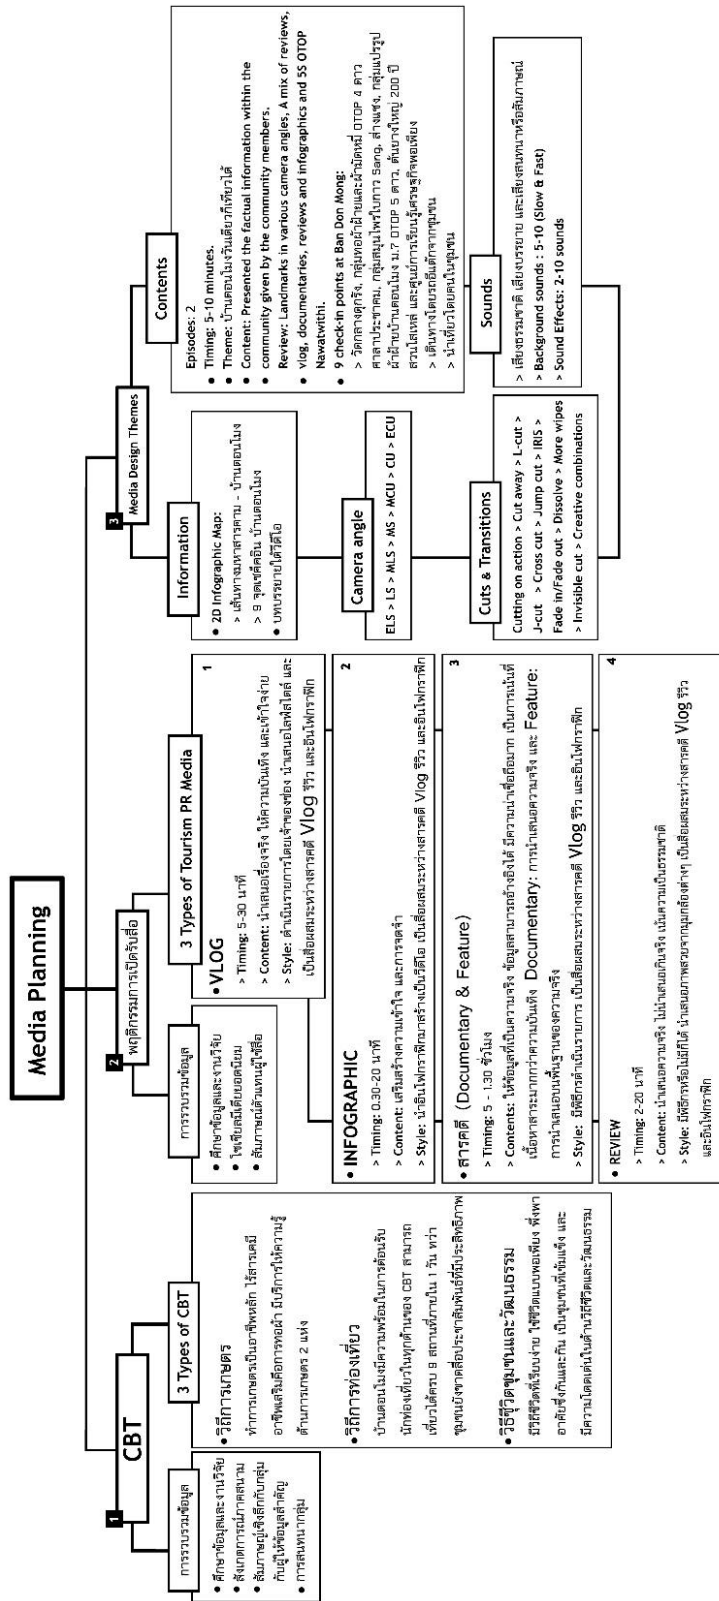 Media Planning
1
CBT
การรวบรวมข้อมูล
• ศึกษาข้อมูลและงานวิจัย
• สังเกตการณ์ภาคสนาม
• สัมภาษณ์เชิงลึกกับกลุ่ม
กับผู้ให้ข้อมูลสำคัญ
• การสนทนากลุ่ม
3 Types of CBT
• วิถีการเกษตร
ทำการเกษตรเป็นอาชีพหลัก ไร้สารเคมี
อาชีพเสริมคือการทอผ้า มีบริการให้ความรู้
ด้านการเกษตร 2 แห่ง
• วิถีการท่องเที่ยว
บ้านดอนโมงมีความพร้อมในการต้อนรับ
นักท่องเที่ยวในทุกด้านของ CBT สามารถ
เที่ยวได้ครบ 9 สถานที่ภายใน 1 วัน ทว่า
ชุมชนยังขาดสื่อประชาสัมพันธ์ที่มีประสิทธิภาพ
• วิธีชีวิตชุมชนและวัฒนธรรม
มีวิถีชีวิตที่เรียบง่าย ใช้ชีวิตแบบพอเพียง พึ่งพา
อาศัยซึ่งกันและกัน เป็นชุมชนที่เข้มแข็ง และ
มีความโดดเด่นในด้านวิถีชีวิตและวัฒนธรรม
2
พฤติกรรมการเปิดรับสื่อ
การรวบรวมข้อมูล
• ศึกษาข้อมูลและงานวิจัย
• โซเชียลมีเดียยอดนิยม
• สัมภาษณ์ตัวแทนผู้ใช้สื่อ
3 Types of Tourism PR Media
1
• VLOG
> Timing: 5-30 นาที
> Content: นำเสนอเรื่องจริง ให้ความบันเทิง และเข้าใจง่าย
> Style: ดำเนินรายการโดยเจ้าของช่อง นำเสนอไลฟ์สไตล์ และ
เป็นสื่อผสมระหว่างสารคดี Vlog รีวิว และอินโฟกราฟิก
2
• INFOGRAPHIC
> Timing: 0.30-20 นาที
> Content: เสริมสร้างความเข้าใจ และการจดจำ
> Style: นำอินโฟกราฟิกมาสร้างเป็นวิดีโอ เป็นสื่อผสมระหว่างสารคดี Vlog รีวิว และอินโฟกราฟิก
3
• สารคดี (Documentary & Feature)
> Timing: 5 - 1.30 ชั่วโมง
> Contents: ให้ข้อมูลที่เป็นความจริง ข้อมูลสามารถอ้างอิงได้ มีความน่าเชื่อถือมาก เป็นการเน้นที่
เนื้อหาสาระมากกว่าความบันเทิง Documentary: การนำเสนอความจริง และ Feature:
การนำเสนอบนพื้นฐานของความจริง
> Style: มีพิธีกรดำเนินรายการ เป็นสื่อผสมระหว่างสารคดี Vlog รีวิว และอินโฟกราฟิก
4
• REVIEW
> Timing: 2-20 นาที
> Content: นำเสนอความจริง ไม่นำเสนอเกินจริง เน้นความเป็นธรรมชาติ
> Style: มีพิธีกรหรือไม่มีก็ได้ นำเสนอภาพสวยจากมุมกล้องต่างๆ เป็นสื่อผสมระหว่างสารคดี Vlog รีวิว
และอินโฟกราฟิก
3
Media Design Themes
Information
• 2D Infographic Map:
> เส้นทางมหาสารคาม - บ้านดอนโมง
> 9 จุดเช็คอิน บ้านดอนโมง
• บทบรรยายใต้วีดีโอ
Camera angle
ELS > LS > MLS > MS > MCU > CU > ECU
Cuts & Transitions
Cutting on action > Cut away > L-cut >
J-cut > Cross cut > Jump cut > IRIS >
Fade in/Fade out > Dissolve > More wipes
> Invisible cut > Creative combinations
Contents
Episodes: 2
• Timing: 5-10 minutes.
• Theme: บ้านดอนโมงวันเดียวก็เที่ยวได้
• Content: Presented the factual information within the
• community given by the community members.
Review: Landmarks in various camera angles, A mix of reviews,
• vlog, documentaries, reviews and infographics and 5S OTOP
Nawatwithi.
• 9 check-in points at Ban Don Mong:
> วัดกลางดุกรัง, กลุ่มทอผ้าฝ้ายและผ้ามัดหมี่ OTOP 4 ดาว
ศาลาประชาคม, กลุ่มสมุนไพรใบกาว Sang, ล่างแซ่ง, กลุ่มแปรรูป
ผ้าฝ้ายบ้านดอนโมง ม.7 OTOP 5 ดาว, ต้นยางใหญ่ 200 ปี
สวนไสเหล่ และศูนย์การเรียนรู้เศรษฐกิจพอเพียง
> เดินทางโดยรถอีแต๊กจากชุมชน
> นำเที่ยวโดยคนในชุมชน
Sounds
> เสียงธรรมชาติ เสียงบรรยาย และเสียงสนทนาหรือสัมภาษณ์
> Background sounds : 5-10 (Slow & Fast)
> Sound Effects: 2-10 sounds